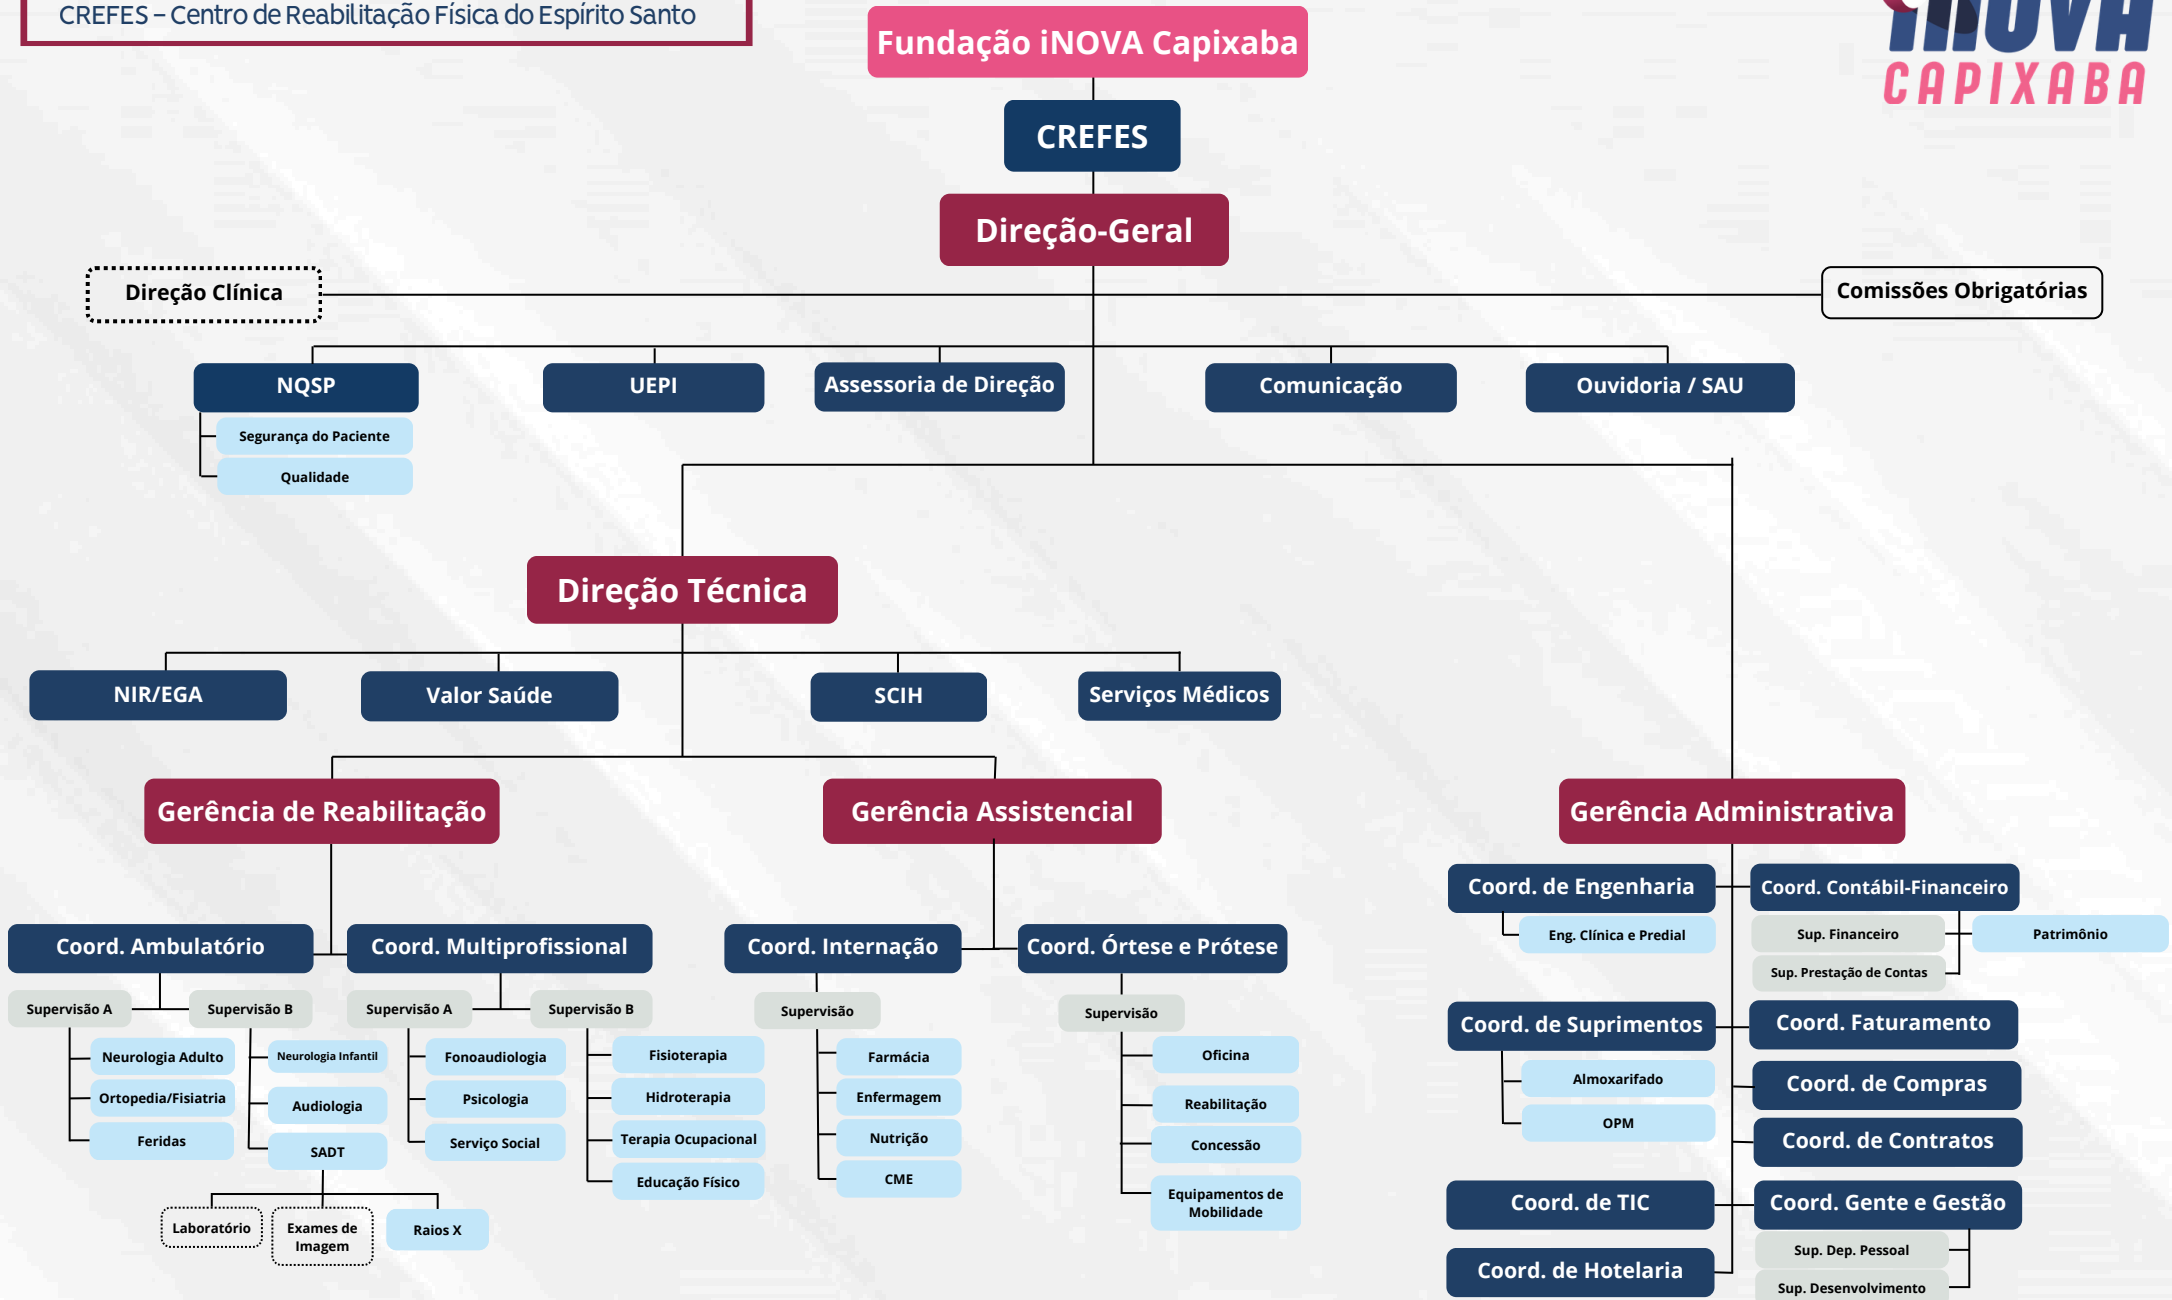 CREFES – Centro de Reabilitação Física do Espírito Santo
iNOVA
CAPIXABA
Fundação iNOVA Capixaba
CREFES
Direção-Geral
Direção Clínica
Comissões Obrigatórias
NQSP
UEPI
Assessoria de Direção
Comunicação
Ouvidoria / SAU
Segurança do Paciente
Qualidade
Direção Técnica
NIR/EGA
Valor Saúde
SCIH
Serviços Médicos
Gerência de Reabilitação
Gerência Assistencial
Gerência Administrativa
Coord. Ambulatório
Coord. Multiprofissional
Coord. Internação
Coord. Órtese e Prótese
Supervisão A
Supervisão B
Supervisão A
Supervisão B
Supervisão
Supervisão
Neurologia Adulto
Ortopedia/Fisiatria
Feridas
Neurologia Infantil
Audiologia
SADT
Laboratório
Exames de
Imagem
Raios X
Fonoaudiologia
Psicologia
Serviço Social
Fisioterapia
Hidroterapia
Terapia Ocupacional
Educação Físico
Farmácia
Enfermagem
Nutrição
CME
Oficina
Reabilitação
Concessão
Equipamentos de
Mobilidade
Coord. de Engenharia
Eng. Clínica e Predial
Coord. Contábil-Financeiro
Sup. Financeiro
Patrimônio
Sup. Prestação de Contas
Coord. de Suprimentos
Almoxarifado
OPM
Coord. Faturamento
Coord. de Compras
Coord. de Contratos
Coord. de TIC
Coord. Gente e Gestão
Sup. Dep. Pessoal
Sup. Desenvolvimento
Coord. de Hotelaria